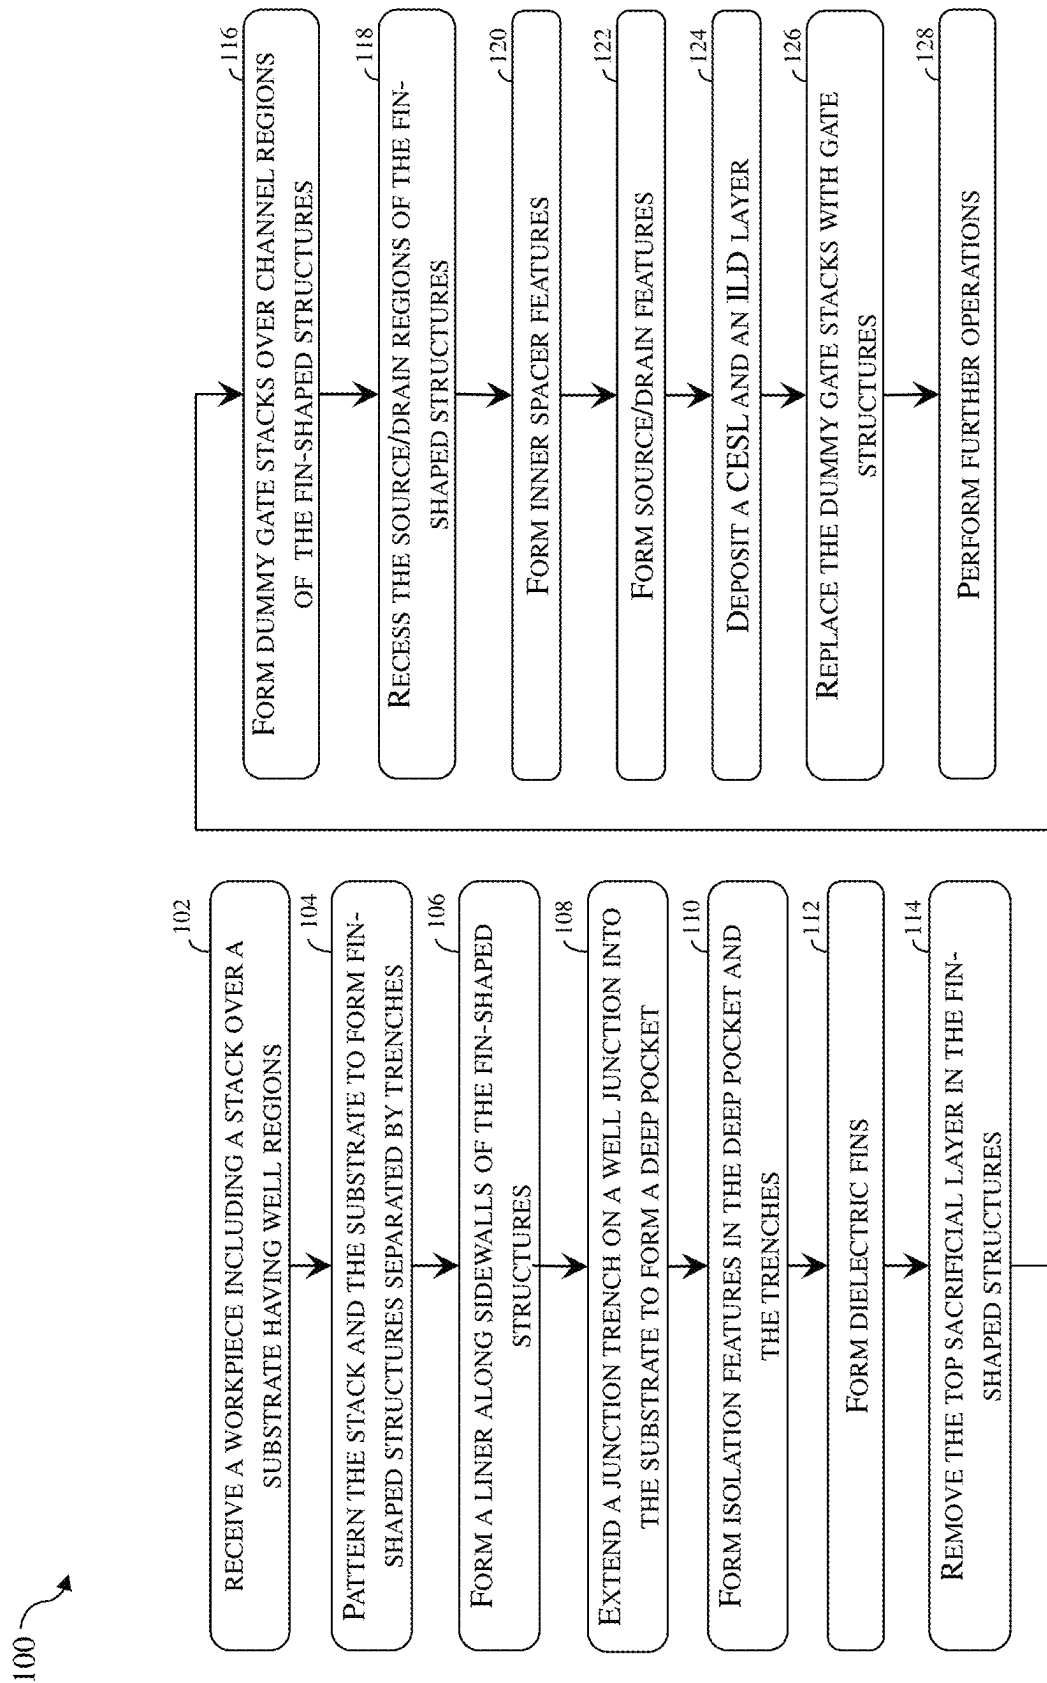 100
102
RECEIVE A WORKPIECE INCLUDING A STACK OVER A
SUBSTRATE HAVING WELL REGIONS
104
PATTERN THE STACK AND THE SUBSTRATE TO FORM FIN-
SHAPED STRUCTURES SEPARATED BY TRENCHES
106
FORM A LINER ALONG SIDEWALLS OF THE FIN-SHAPED
STRUCTURES
108
EXTEND A JUNCTION TRENCH ON A WELL JUNCTION INTO
THE SUBSTRATE TO FORM A DEEP POCKET
110
FORM ISOLATION FEATURES IN THE DEEP POCKET AND
THE TRENCHES
112
FORM DIELECTRIC FINS
114
REMOVE THE TOP SACRIFICIAL LAYER IN THE FIN-
SHAPED STRUCTURES
116
FORM DUMMY GATE STACKS OVER CHANNEL REGIONS
OF THE FIN-SHAPED STRUCTURES
118
RECESS THE SOURCE/DRAIN REGIONS OF THE FIN-
SHAPED STRUCTURES
120
FORM INNER SPACER FEATURES
122
FORM SOURCE/DRAIN FEATURES
124
DEPOSIT A CESL AND AN ILD LAYER
126
REPLACE THE DUMMY GATE STACKS WITH GATE
STRUCTURES
128
PERFORM FURTHER OPERATIONS